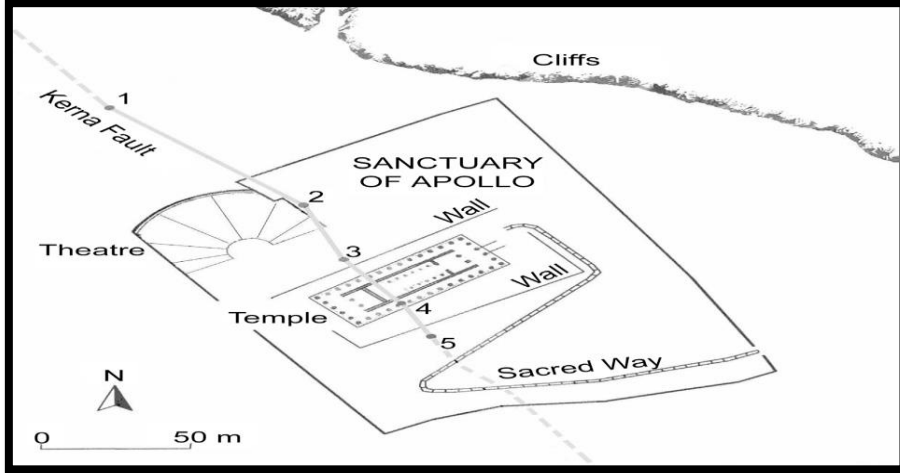 Cliffs
1
Kerna Fault
SANCTUARY
OF APOLLO
2
Wall
Theatre
3
Wall
Temple
4
5
Sacred Way
N
0 50 m